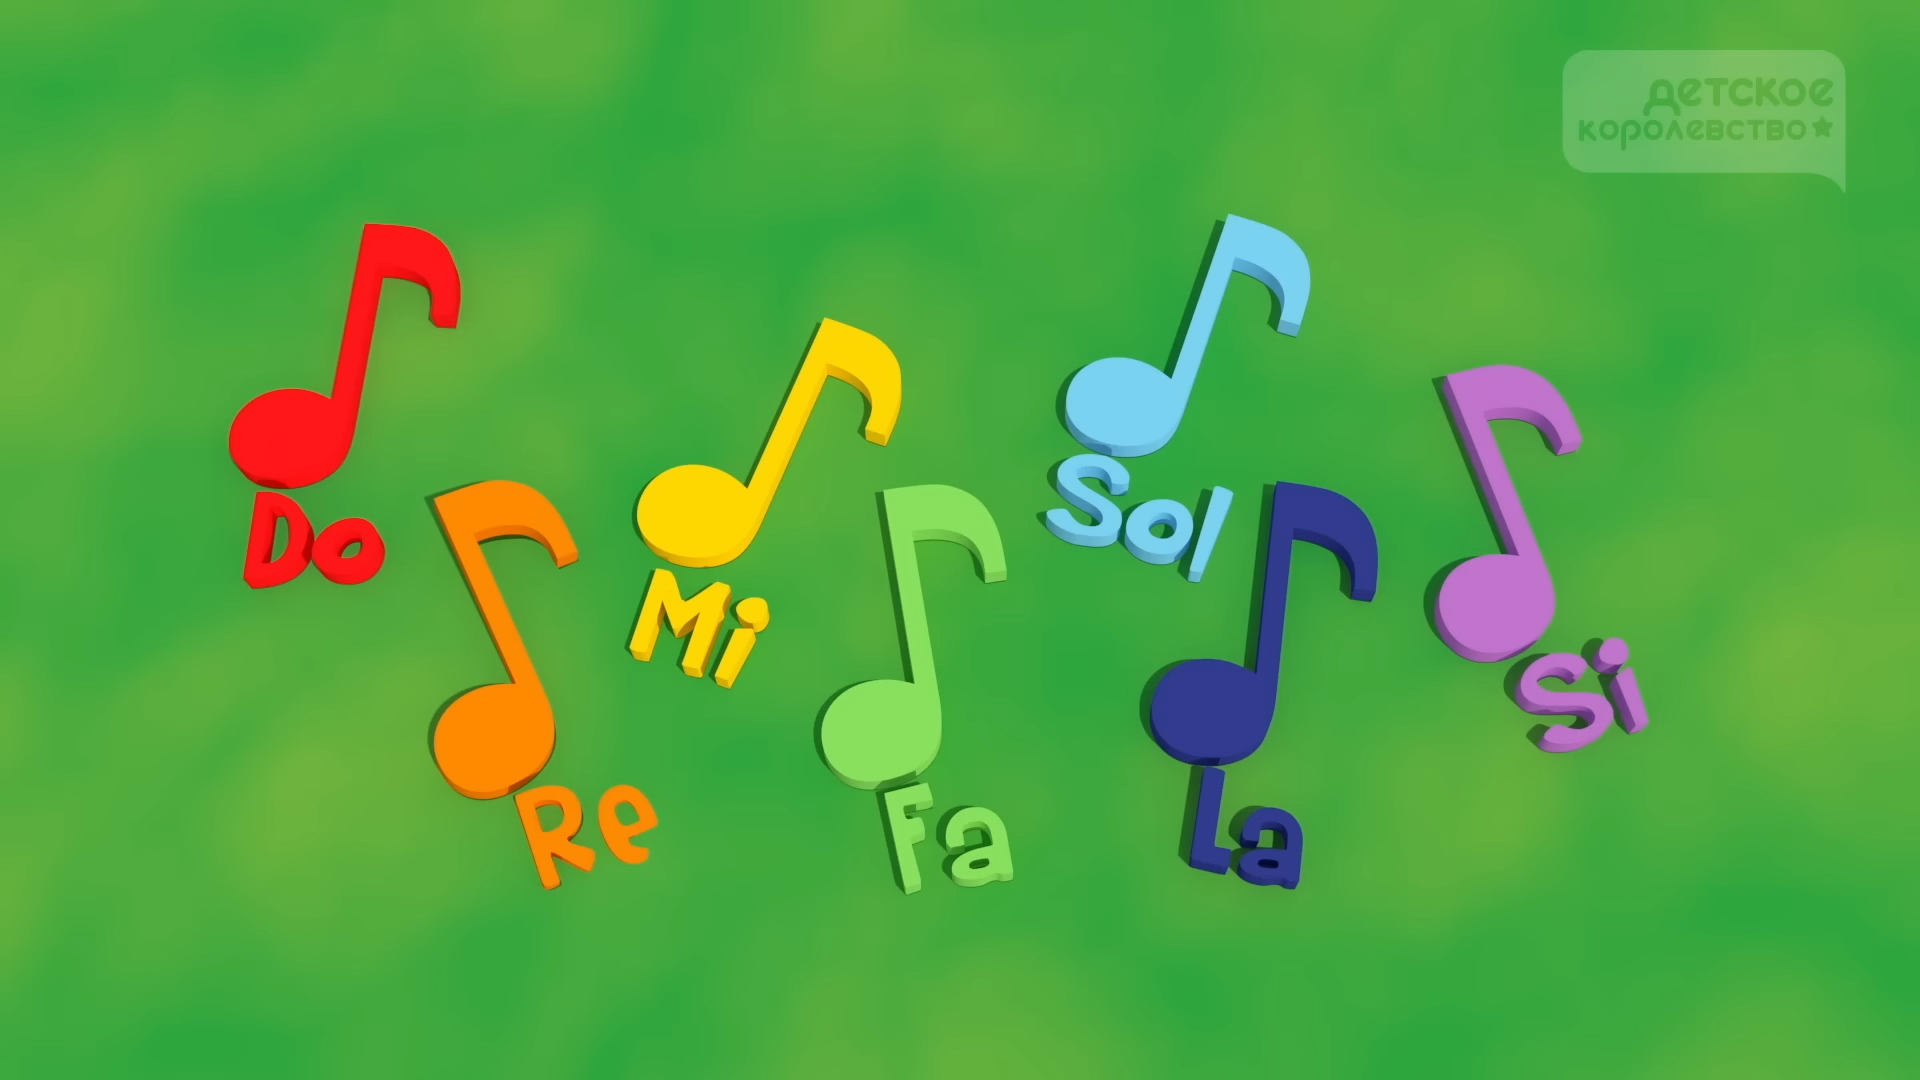 детское
королевство
Do
Re
Mi
Fa
Sol
La
Si